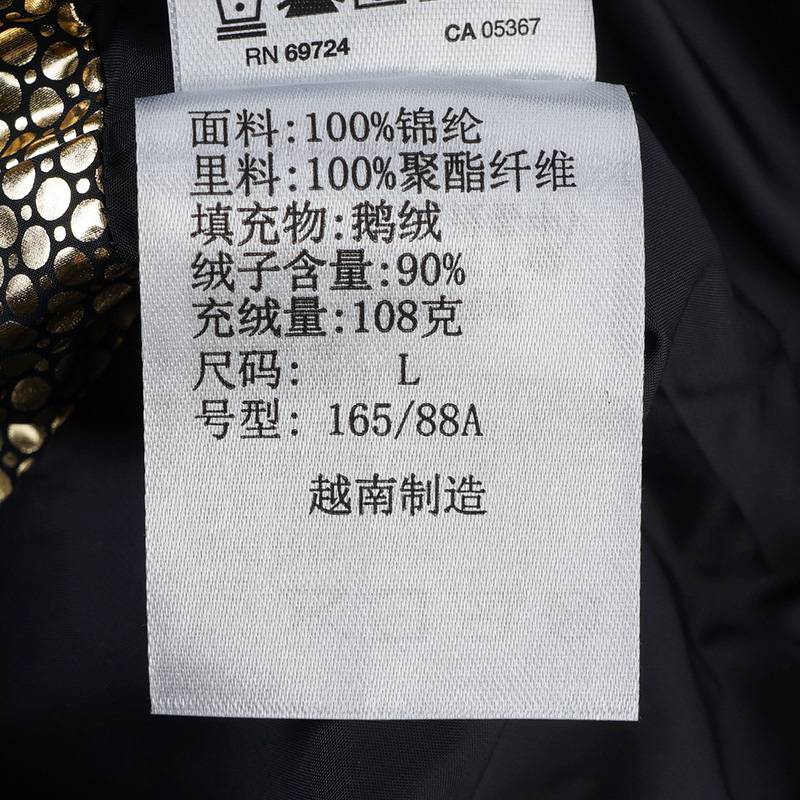 RN 69724 CA 05367
面料:100%锦纶
里料:100%聚酯纤维
填充物:鹅绒
绒子含量:90%
充绒量:108克
尺码: L
号型: 165/88A
越南制造